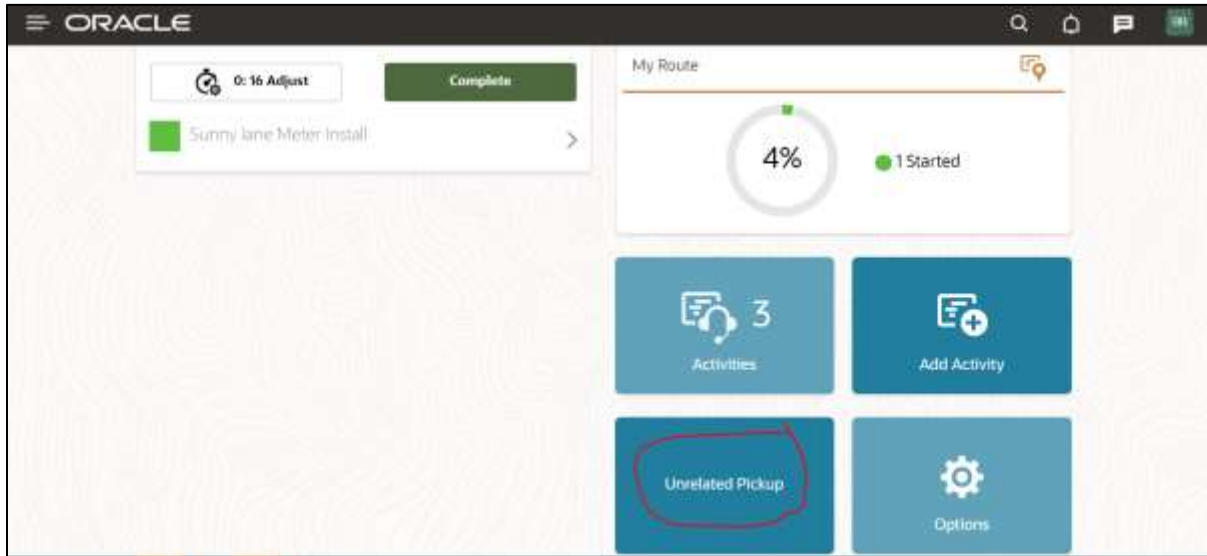 ORACLE
0: 16 Adjust
Complete
Sunny lane Meter Install
My Route
4%
1 Started
3
Activities
Add Activity
Unrelated Pickup
Options